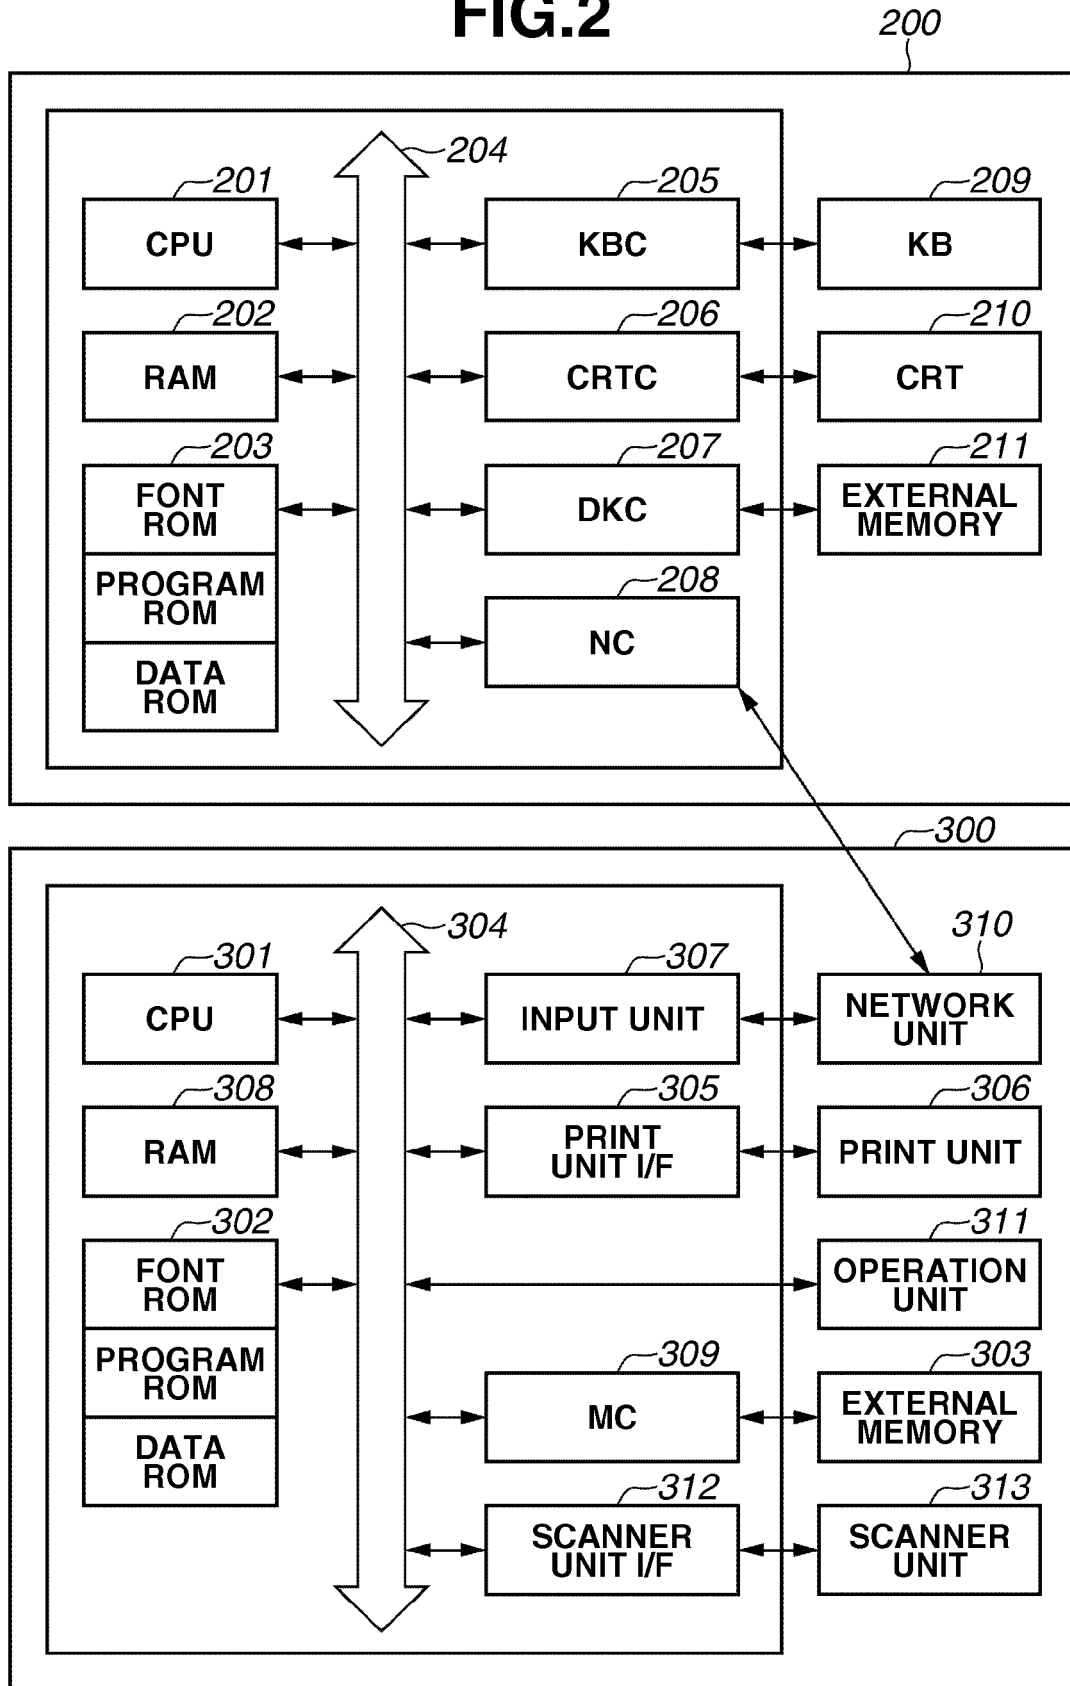 FIG.2
200
204
201
CPU
205
KBC
209
KB
202
RAM
206
CRTC
210
CRT
203
FONT
ROM
PROGRAM
ROM
DATA
ROM
207
DKC
211
EXTERNAL
MEMORY
208
NC
300
304
301
CPU
307
INPUT UNIT
310
NETWORK
UNIT
308
RAM
305
PRINT
UNIT I/F
306
PRINT UNIT
302
FONT
ROM
PROGRAM
ROM
DATA
ROM
311
OPERATION
UNIT
309
MC
303
EXTERNAL
MEMORY
312
SCANNER
UNIT I/F
313
SCANNER
UNIT